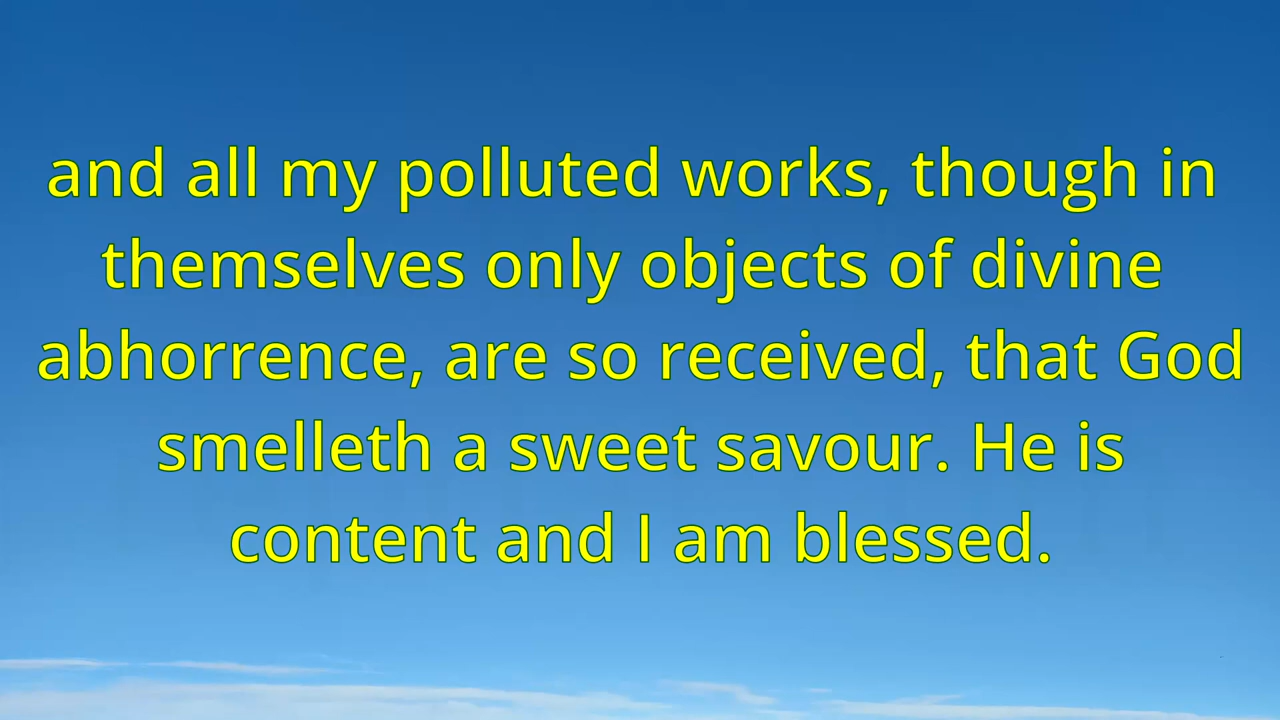 and all my polluted works, though in
themselves only objects of divine
abhorrence, are so received, that God
smelleth a sweet savour. He is
content and I am blessed.